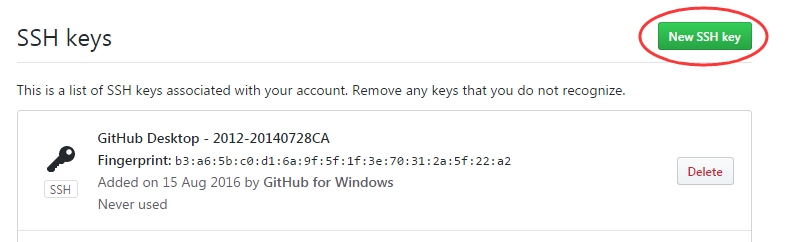 SSH keys
New SSH key
This is a list of SSH keys associated with your account. Remove any keys that you do not recognize.
GitHub Desktop - 2012-20140728CA
Fingerprint: b3:a6:5b:c0:d1:6a:9f:5f:1f:3e:70:31:2a:5f:22:a2
Added on 15 Aug 2016 by GitHub for Windows
Never used
SSH
Delete